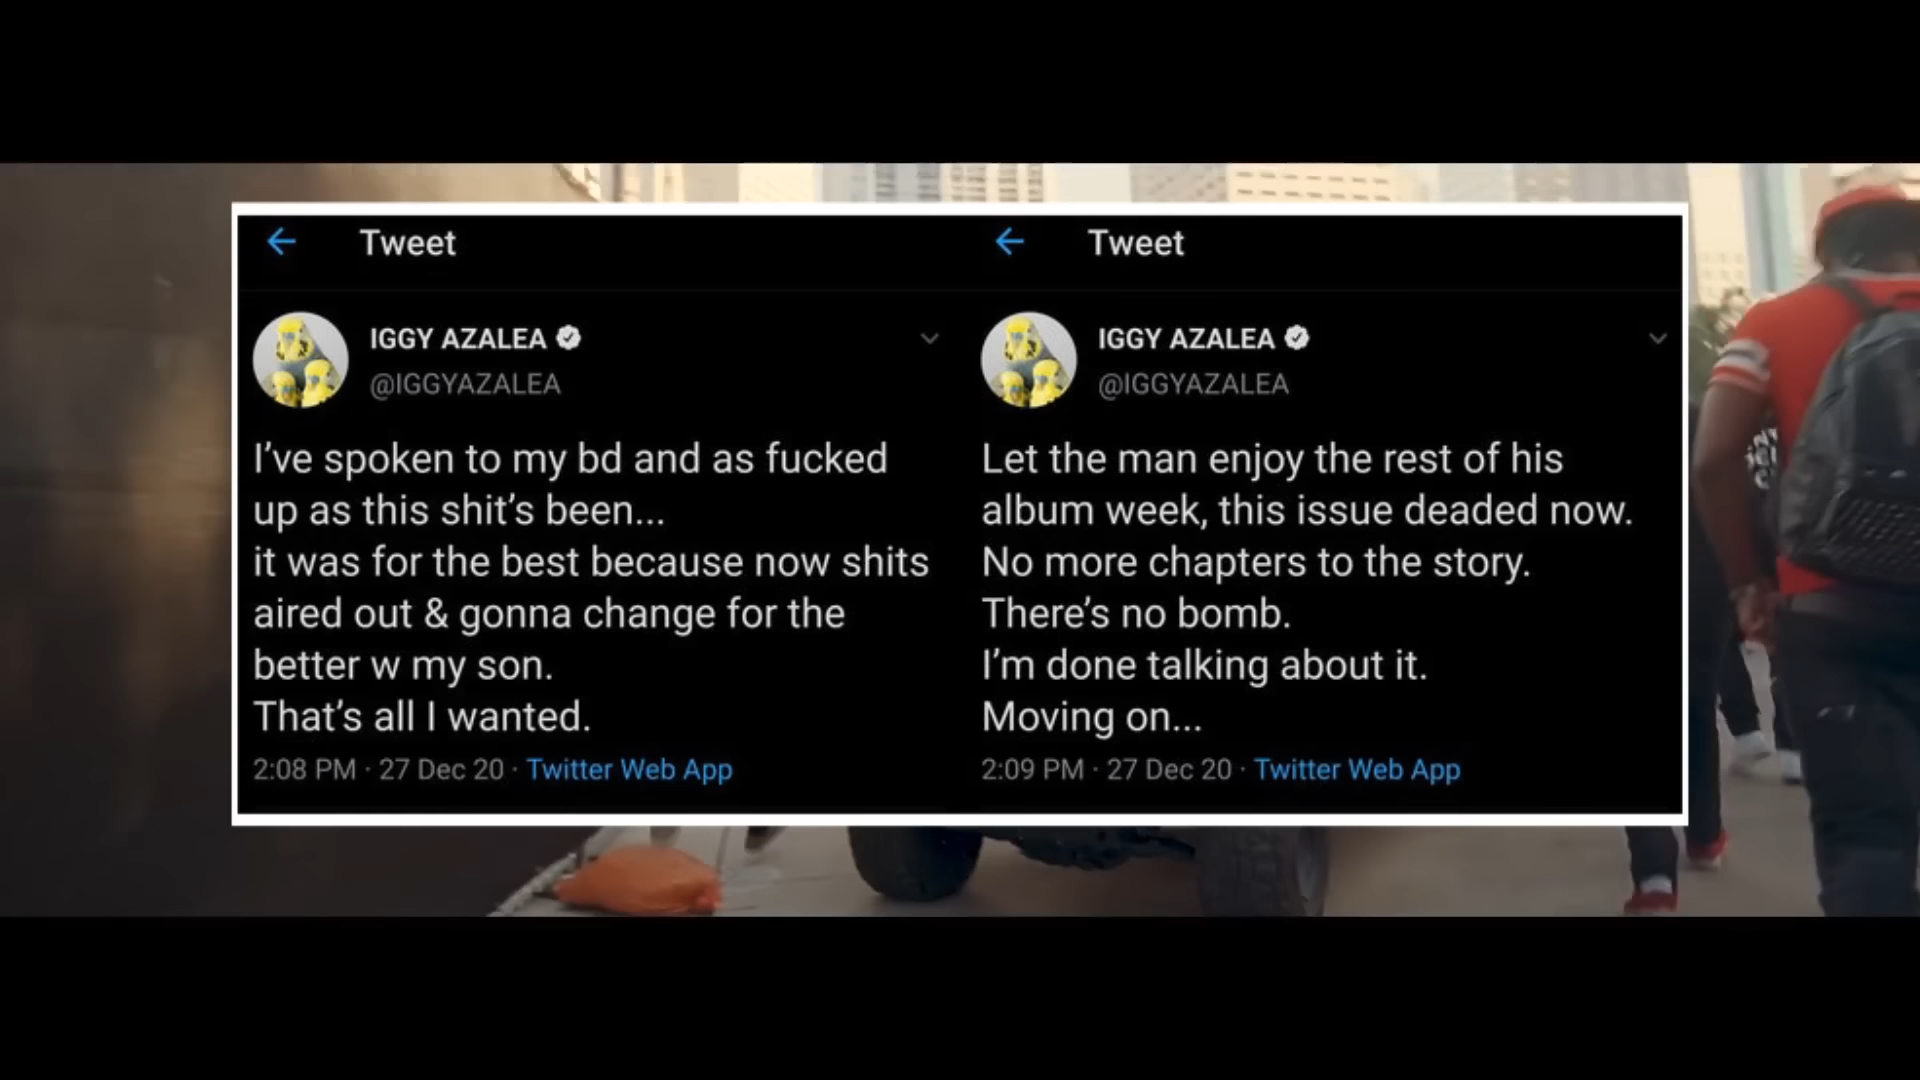 Tweet
IGGY AZALEA
@IGGYAZALEA
I’ve spoken to my bd and as fucked
up as this shit’s been...
it was for the best because now shits
aired out & gonna change for the
better w my son.
That’s all I wanted.
2:08 PM · 27 Dec 20 · Twitter Web App
Tweet
IGGY AZALEA
@IGGYAZALEA
Let the man enjoy the rest of his
album week, this issue deaded now.
No more chapters to the story.
There’s no bomb.
I’m done talking about it.
Moving on...
2:09 PM · 27 Dec 20 · Twitter Web App